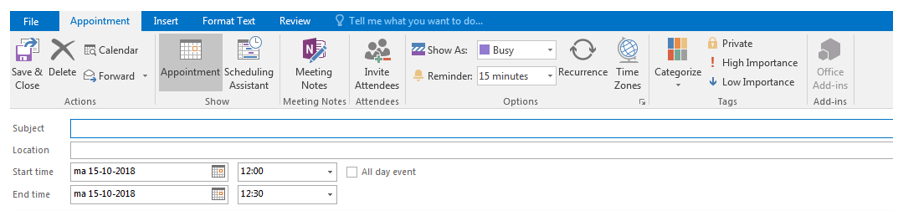 File Appointment Insert Format Text Review Tell me what you want to do...
Save & Close Delete Calendar Forward
Appointment Scheduling Assistant
Meeting Notes
Invite Attendees
Show As: Busy
Reminder: 15 minutes
Recurrence Time Zones
Categorize Private
High Importance
Low Importance
Office Add-ins
Actions Show Meeting Notes Attendees Options Tags Add-ins
Subject
Location
Start time ma 15-10-2018 12:00 All day event
End time ma 15-10-2018 12:30